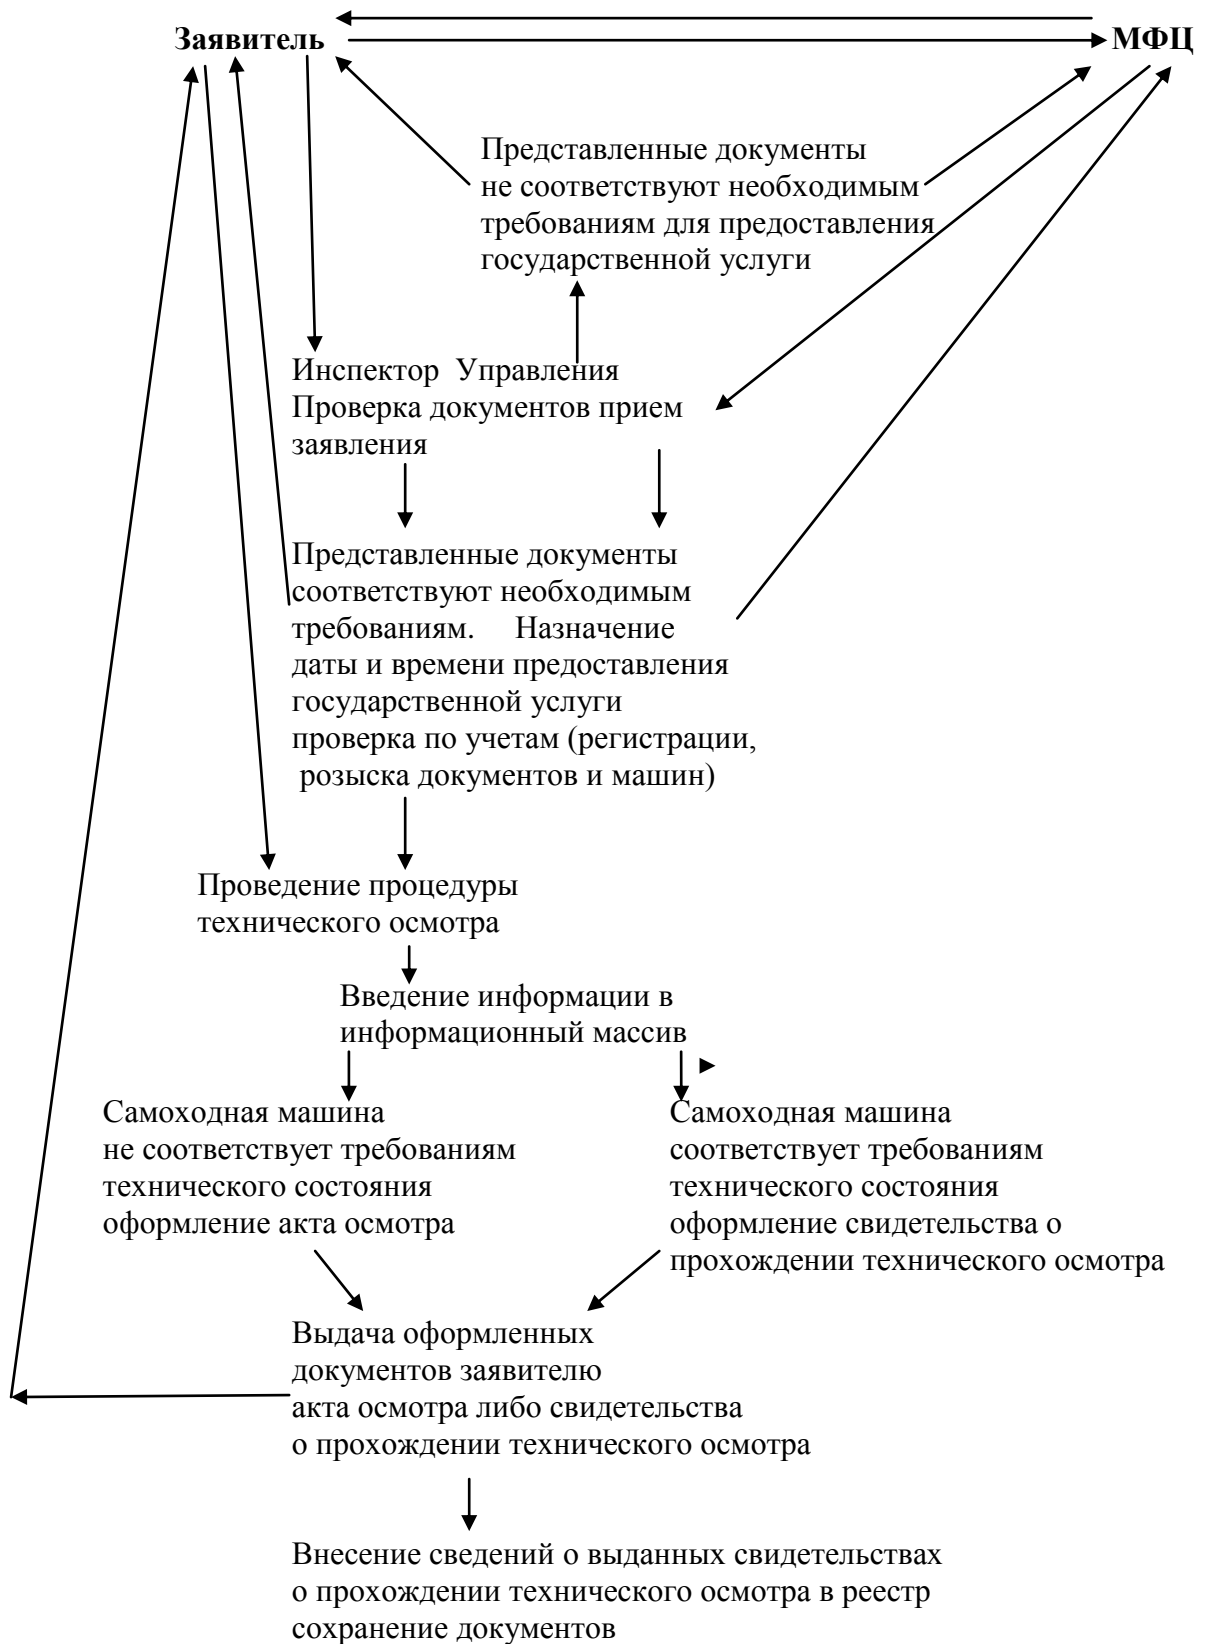 Заявитель
МФЦ
Представленные документы
не соответствуют необходимым
требованиям для предоставления
государственной услуги
Инспектор Управления
Проверка документов прием
заявления
Представленные документы
соответствуют необходимым
требованиям. Назначение
даты и времени предоставления
государственной услуги
проверка по учетам (регистрации,
розыска документов и машин)
Проведение процедуры
технического осмотра
Введение информации в
информационный массив
Самоходная машина
не соответствует требованиям
технического состояния
оформление акта осмотра
Самоходная машина
соответствует требованиям
технического состояния
оформление свидетельства о
прохождении технического осмотра
Выдача оформленных
документов заявителю
акта осмотра либо свидетельства
о прохождении технического осмотра
Внесение сведений о выданных свидетельствах
о прохождении технического осмотра в реестр
сохранение документов